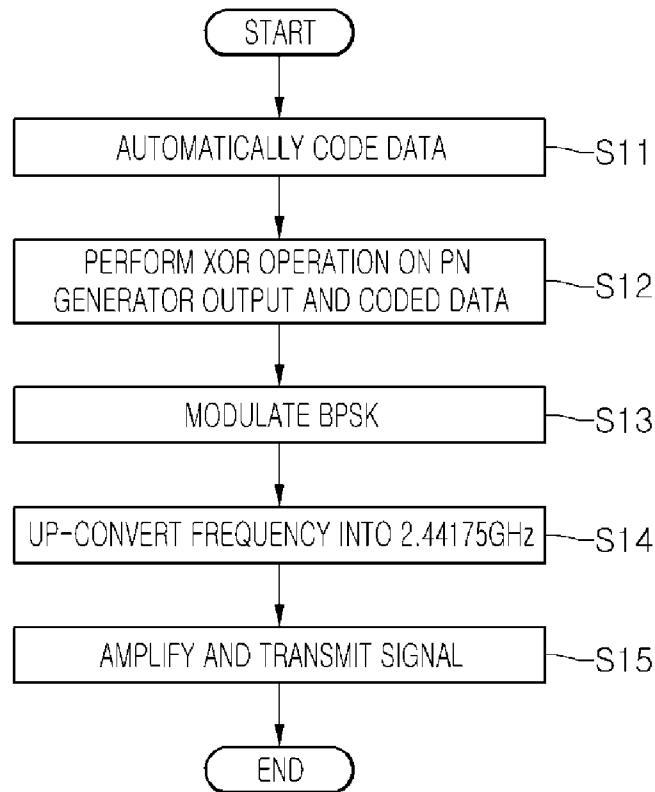 START
AUTOMATICALLY CODE DATA
S11
PERFORM XOR OPERATION ON PN
GENERATOR OUTPUT AND CODED DATA
S12
MODULATE BPSK
S13
UP-CONVERT FREQUENCY INTO 2.44175GHz
S14
AMPLIFY AND TRANSMIT SIGNAL
S15
END